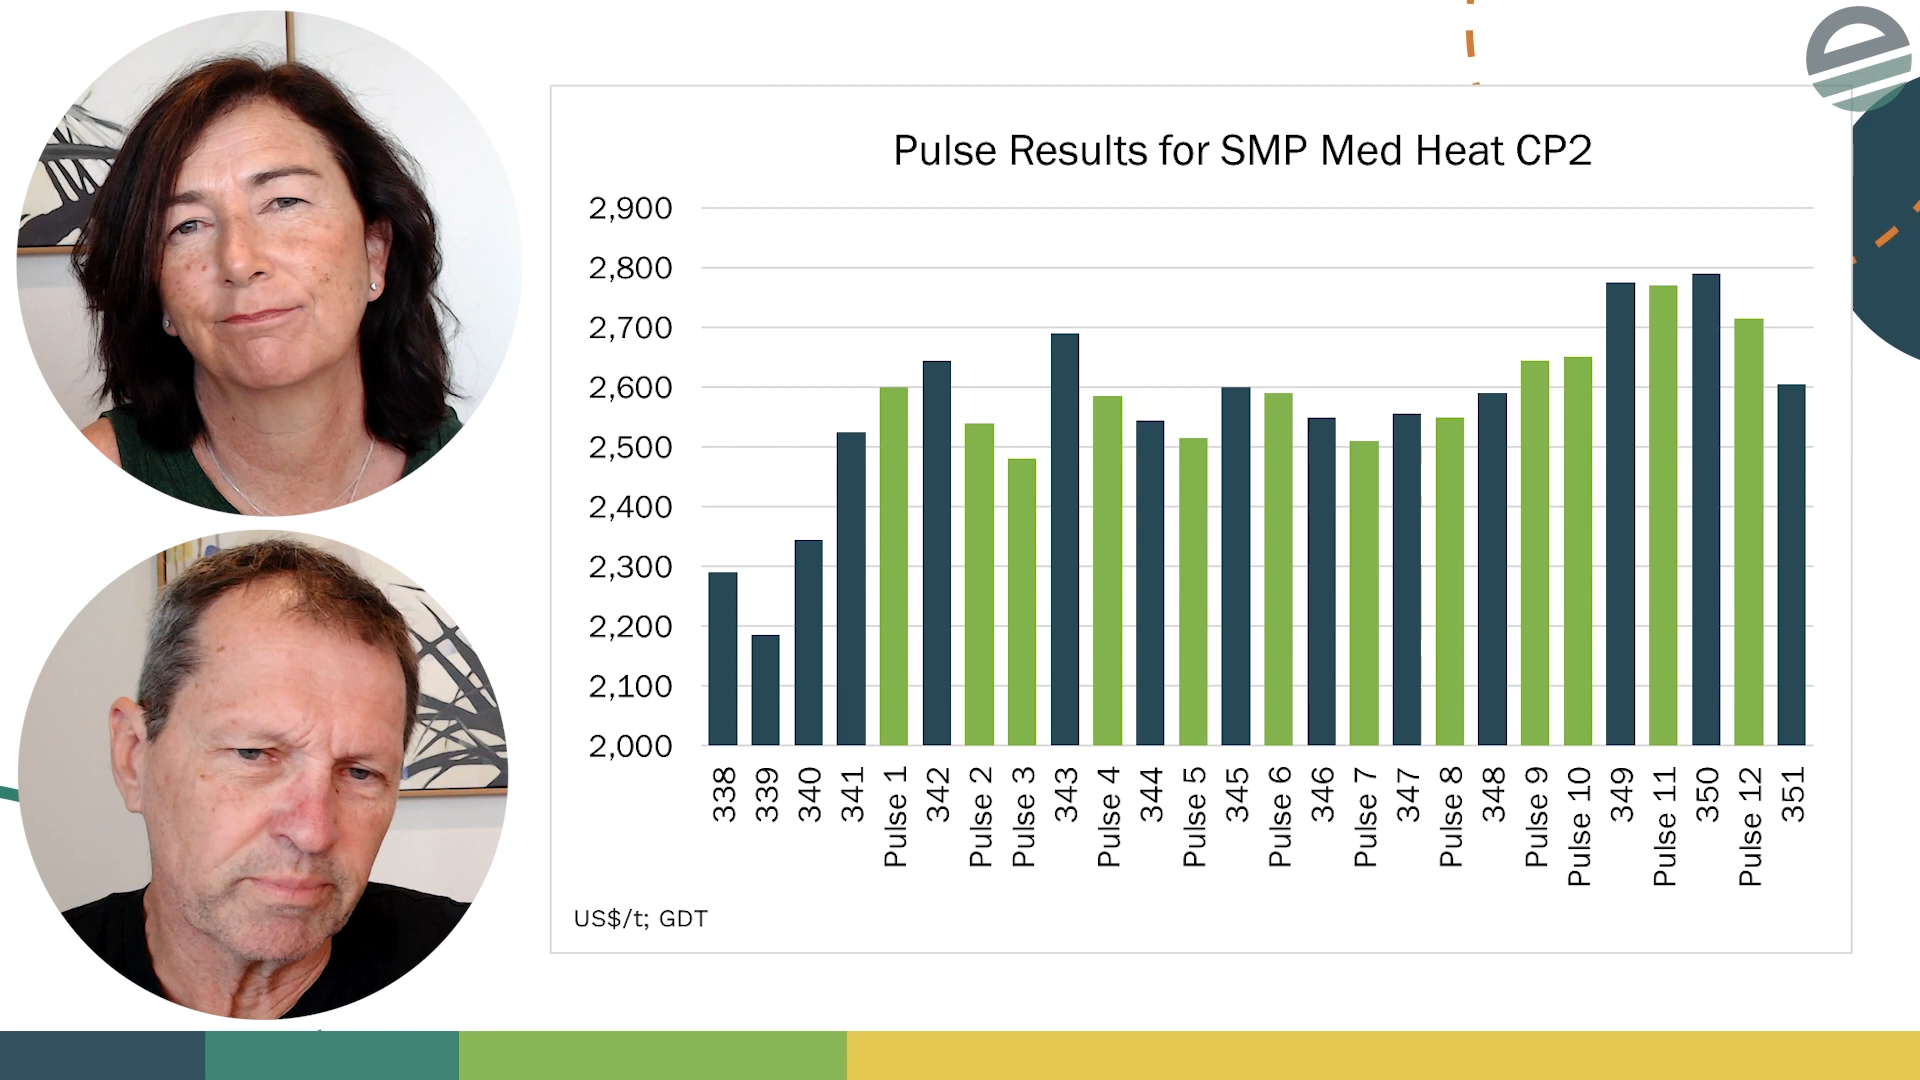 Pulse Results for SMP Med Heat CP2
2,900
2,800
2,700
2,600
2,500
2,400
2,300
2,200
2,100
2,000
338
339
340
341
Pulse 1
342
Pulse 2
Pulse 3
343
Pulse 4
344
Pulse 5
345
Pulse 6
346
Pulse 7
347
Pulse 8
348
Pulse 9
Pulse 10
349
Pulse 11
350
Pulse 12
351
US$/t; GDT